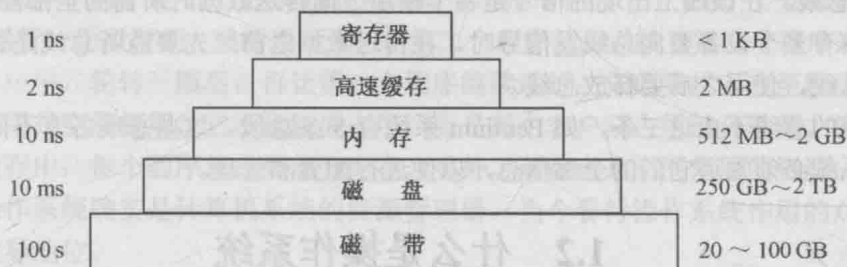 1 ns 寄存器 <1 KB
2 ns 高速缓存 2 MB
10 ns 内 存 512 MB～2 GB
10 ms 磁 盘 250 GB～2 TB
100 s 磁 带 20 ～ 100 GB